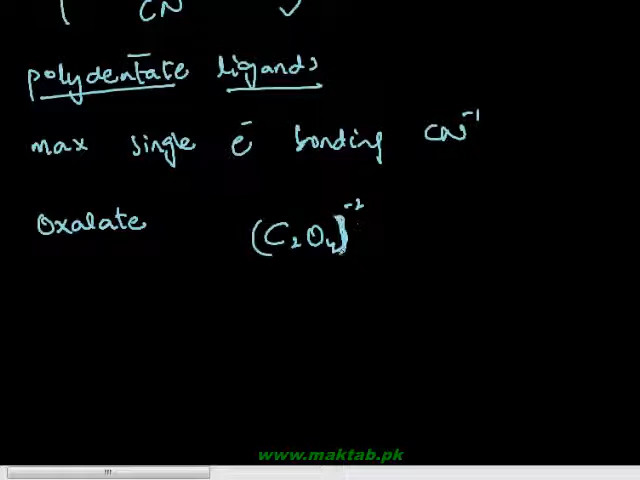 CN
polydentate ligands
max single e⁻ bonding CN⁻¹
Oxalate (C₂O₄)⁻²
www.maktab.pk